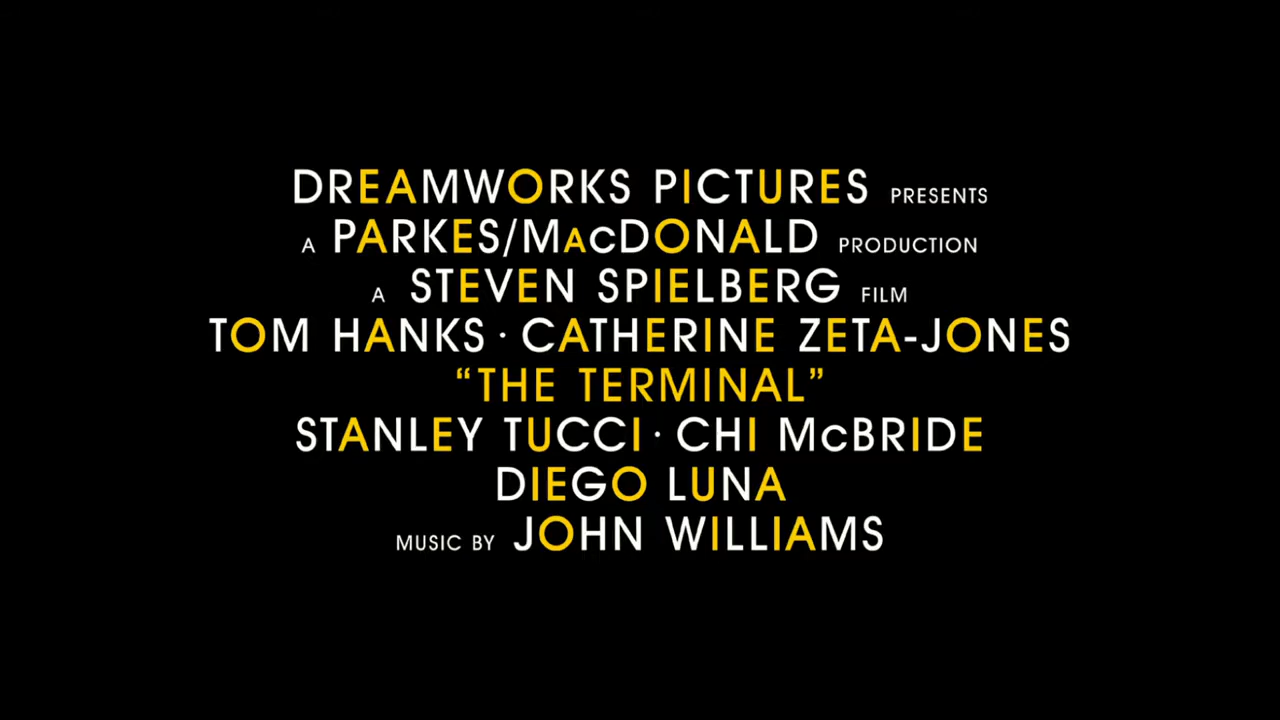 DREAMWORKS PICTURES PRESENTS
A PARKES/MACDONALD PRODUCTION
A STEVEN SPIELBERG FILM
TOM HANKS · CATHERINE ZETA-JONES
“THE TERMINAL”
STANLEY TUCCI · CHI MCBRIDE
DIEGO LUNA
MUSIC BY JOHN WILLIAMS